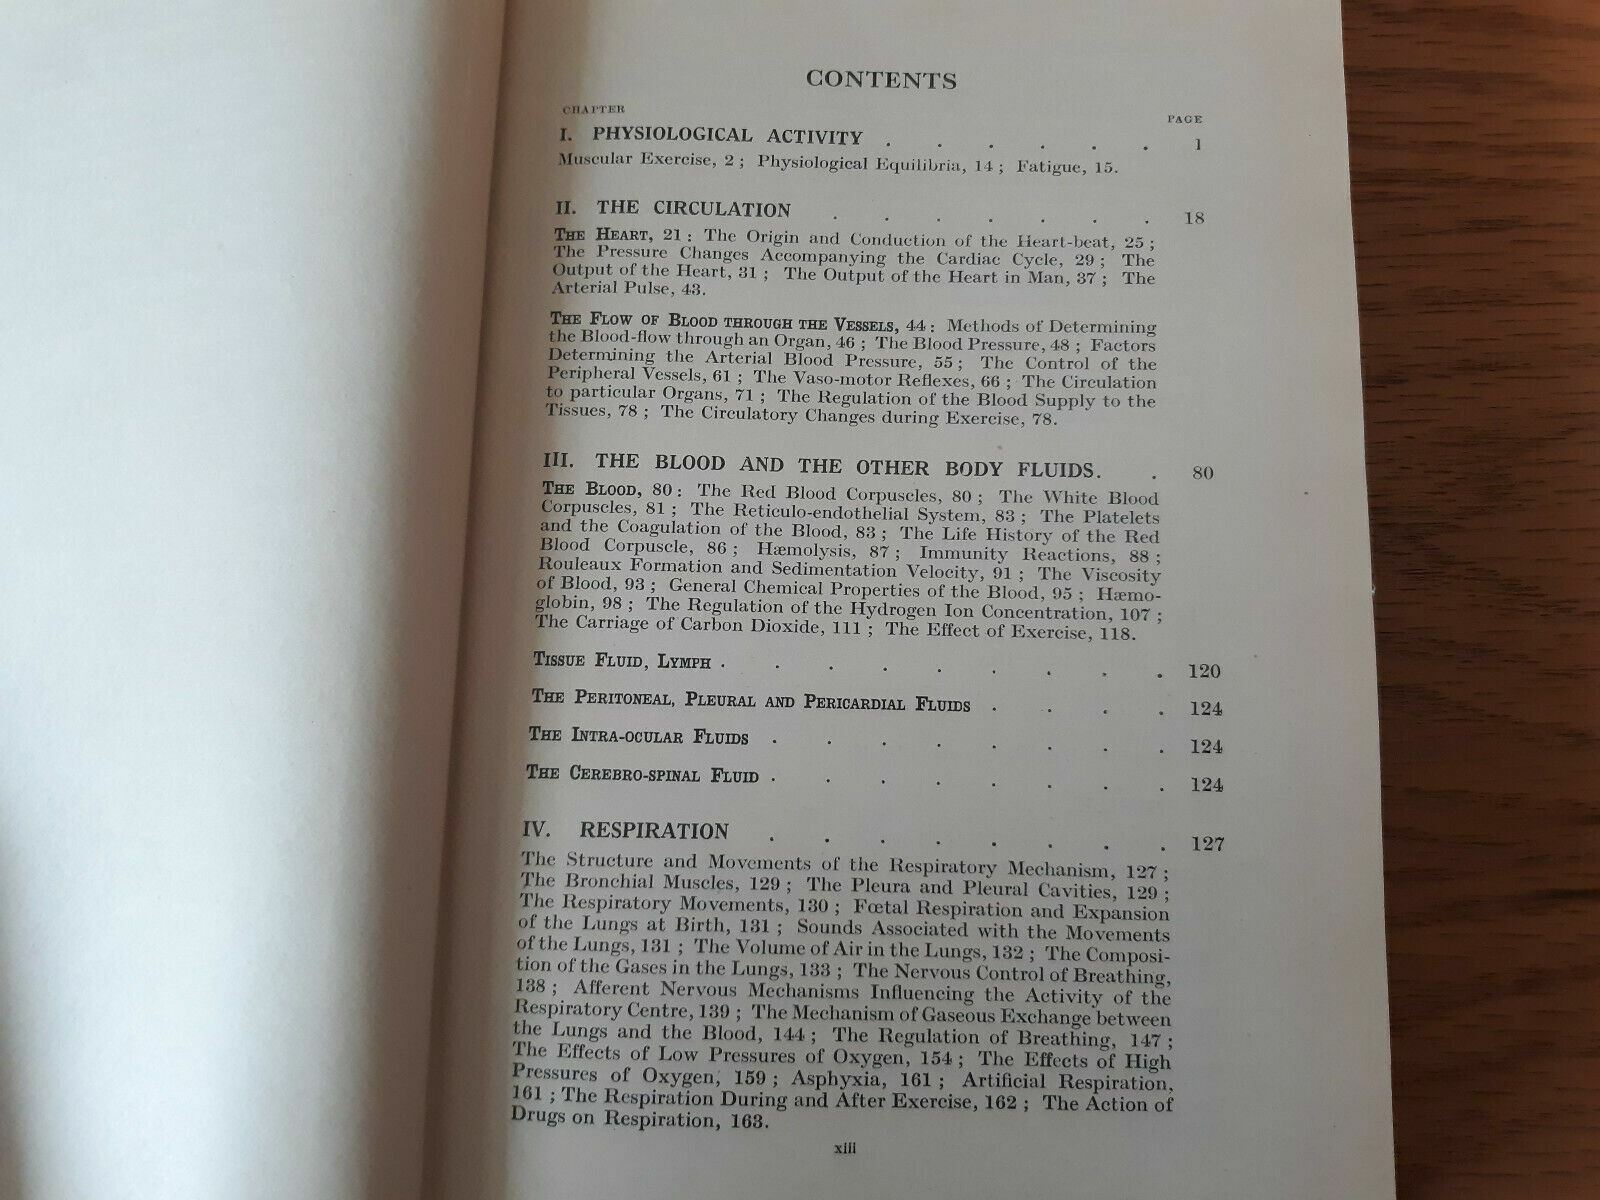 CONTENTS
CHAPTER PAGE
I. PHYSIOLOGICAL ACTIVITY . . . . . . 1
Muscular Exercise, 2 ; Physiological Equilibria, 14 ; Fatigue, 15.
II. THE CIRCULATION . . . . . . . 18
The Heart, 21 : The Origin and Conduction of the Heart-beat, 25 ;
The Pressure Changes Accompanying the Cardiac Cycle, 29 ; The
Output of the Heart, 31 ; The Output of the Heart in Man, 37 ; The
Arterial Pulse, 43.
The Flow of Blood through the Vessels, 44 : Methods of Determining
the Blood-flow through an Organ, 46 ; The Blood Pressure, 48 ; Factors
Determining the Arterial Blood Pressure, 55 ; The Control of the
Peripheral Vessels, 61 ; The Vaso-motor Reflexes, 66 ; The Circulation
to particular Organs, 71 ; The Regulation of the Blood Supply to the
Tissues, 78 ; The Circulatory Changes during Exercise, 78.
III. THE BLOOD AND THE OTHER BODY FLUIDS. . 80
The Blood, 80 : The Red Blood Corpuscles, 80 ; The White Blood
Corpuscles, 81 ; The Reticulo-endothelial System, 83 ; The Platelets
and the Coagulation of the Blood, 83 ; The Life History of the Red
Blood Corpuscle, 86 ; Hæmolysis, 87 ; Immunity Reactions, 88 ;
Rouleaux Formation and Sedimentation Velocity, 91 ; The Viscosity
of Blood, 93 ; General Chemical Properties of the Blood, 95 ; Hæmo-
globin, 98 ; The Regulation of the Hydrogen Ion Concentration, 107 ;
The Carriage of Carbon Dioxide, 111 ; The Effect of Exercise, 118.
Tissue Fluid, Lymph . . . . . . . . . 120
The Peritoneal, Pleural and Pericardial Fluids . . . . 124
The Intra-ocular Fluids . . . . . . . . 124
The Cerebro-spinal Fluid . . . . . . . . 124
IV. RESPIRATION . . . . . . . . 127
The Structure and Movements of the Respiratory Mechanism, 127 ;
The Bronchial Muscles, 129 ; The Pleura and Pleural Cavities, 129 ;
The Respiratory Movements, 130 ; Fœtal Respiration and Expansion
of the Lungs at Birth, 131 ; Sounds Associated with the Movements
of the Lungs, 131 ; The Volume of Air in the Lungs, 132 ; The Composi-
tion of the Gases in the Lungs, 133 ; The Nervous Control of Breathing,
138 ; Afferent Nervous Mechanisms Influencing the Activity of the
Respiratory Centre, 139 ; The Mechanism of Gaseous Exchange between
the Lungs and the Blood, 144 ; The Regulation of Breathing, 147 ;
The Effects of Low Pressures of Oxygen, 154 ; The Effects of High
Pressures of Oxygen, 159 ; Asphyxia, 161 ; Artificial Respiration,
161 ; The Respiration During and After Exercise, 162 ; The Action of
Drugs on Respiration, 163.
xiii